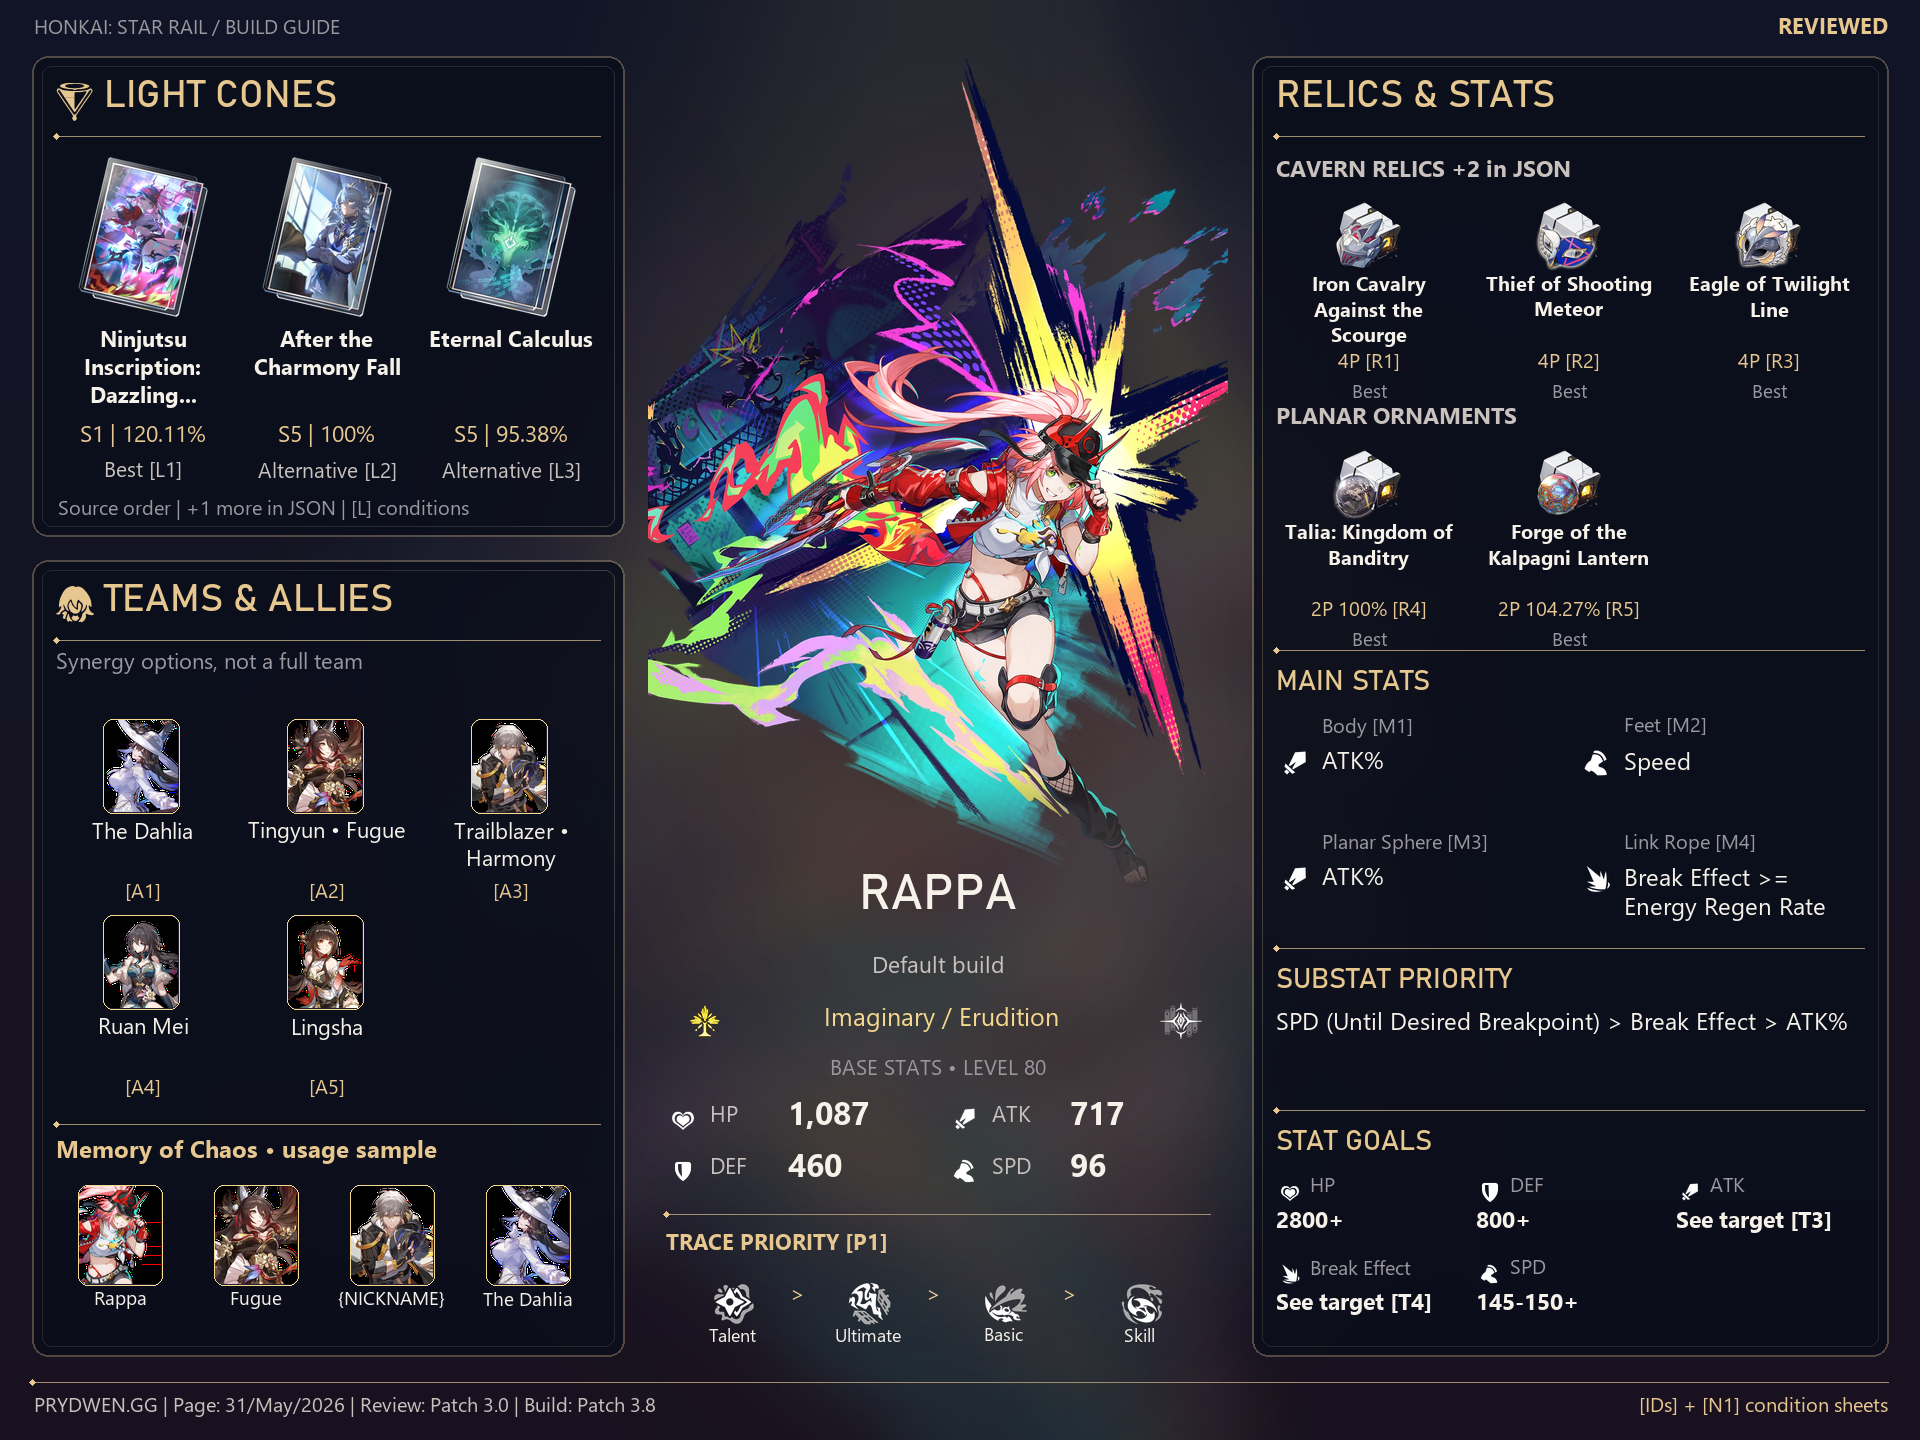 HONKAI: STAR RAIL / BUILD GUIDE
REVIEWED
LIGHT CONES
Ninjutsu Inscription: Dazzling...
After the Charmony Fall
Eternal Calculus
S1 | 120.11%
S5 | 100%
S5 | 95.38%
Best [L1]
Alternative [L2]
Alternative [L3]
Source order | +1 more in JSON | [L] conditions
TEAMS & ALLIES
Synergy options, not a full team
The Dahlia
Tingyun • Fugue
Trailblazer • Harmony
[A1]
[A2]
[A3]
Ruan Mei
Lingsha
[A4]
[A5]
Memory of Chaos • usage sample
Rappa
Fugue
{NICKNAME}
The Dahlia
RAPPA
Default build
Imaginary / Erudition
BASE STATS • LEVEL 80
HP 1,087
ATK 717
DEF 460
SPD 96
TRACE PRIORITY [P1]
Talent > Ultimate > Basic > Skill
RELICS & STATS
CAVERN RELICS +2 in JSON
Iron Cavalry Against the Scourge
Thief of Shooting Meteor
Eagle of Twilight Line
4P [R1]
4P [R2]
4P [R3]
Best
Best
Best
PLANAR ORNAMENTS
Talia: Kingdom of Banditry
Forge of the Kalpagni Lantern
2P 100% [R4]
2P 104.27% [R5]
Best
Best
MAIN STATS
Body [M1]
ATK%
Feet [M2]
Speed
Planar Sphere [M3]
ATK%
Link Rope [M4]
Break Effect >=
Energy Regen Rate
SUBSTAT PRIORITY
SPD (Until Desired Breakpoint) > Break Effect > ATK%
STAT GOALS
HP
2800+
DEF
800+
ATK
See target [T3]
Break Effect
See target [T4]
SPD
145-150+
PRYDWEN.GG | Page: 31/May/2026 | Review: Patch 3.0 | Build: Patch 3.8
[IDs] + [N1] condition sheets